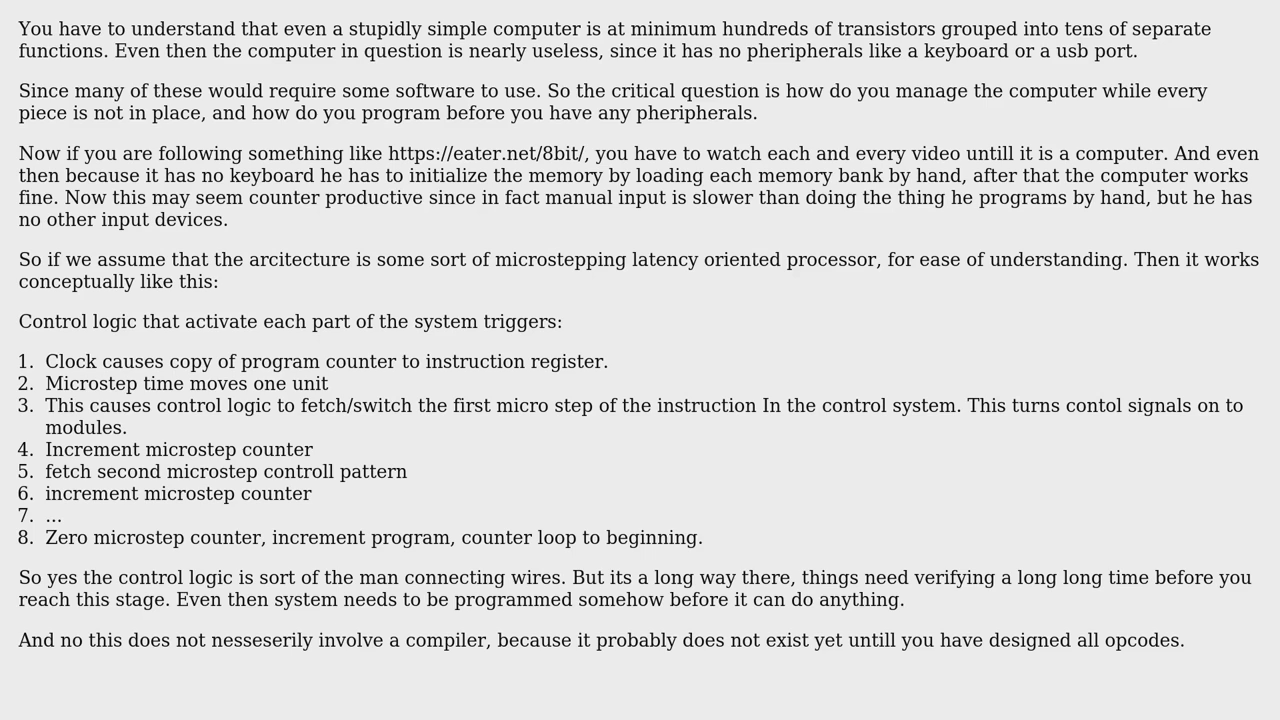 You have to understand that even a stupidly simple computer is at minimum hundreds of transistors grouped into tens of separate
functions. Even then the computer in question is nearly useless, since it has no pheripherals like a keyboard or a usb port.
Since many of these would require some software to use. So the critical question is how do you manage the computer while every
piece is not in place, and how do you program before you have any pheripherals.
Now if you are following something like https://eater.net/8bit/, you have to watch each and every video untill it is a computer. And even
then because it has no keyboard he has to initialize the memory by loading each memory bank by hand, after that the computer works
fine. Now this may seem counter productive since in fact manual input is slower than doing the thing he programs by hand, but he has
no other input devices.
So if we assume that the arcitecture is some sort of microstepping latency oriented processor, for ease of understanding. Then it works
conceptually like this:
Control logic that activate each part of the system triggers:
1. Clock causes copy of program counter to instruction register.
2. Microstep time moves one unit
3. This causes control logic to fetch/switch the first micro step of the instruction In the control system. This turns contol signals on to
modules.
4. Increment microstep counter
5. fetch second microstep controll pattern
6. increment microstep counter
7. ...
8. Zero microstep counter, increment program, counter loop to beginning.
So yes the control logic is sort of the man connecting wires. But its a long way there, things need verifying a long long time before you
reach this stage. Even then system needs to be programmed somehow before it can do anything.
And no this does not nesseserily involve a compiler, because it probably does not exist yet untill you have designed all opcodes.